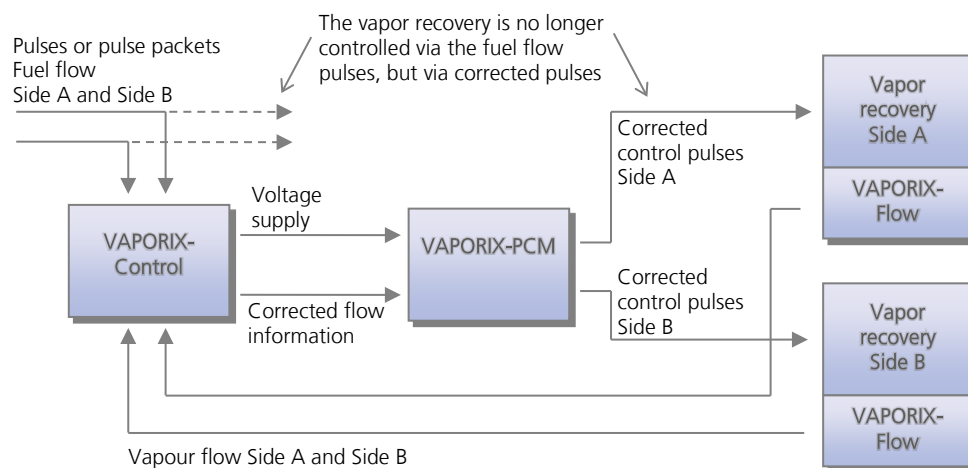 Pulses or pulse packets
Fuel flow
Side A and Side B
The vapor recovery is no longer
controlled via the fuel flow
pulses, but via corrected pulses
Vapor
recovery
Side A
VAPORIX-
Flow
Corrected
control pulses
Side A
Voltage
supply
VAPORIX-
Control
VAPORIX-PCM
Corrected flow
information
Corrected
control pulses
Side B
Vapor
recovery
Side B
VAPORIX-
Flow
Vapour flow Side A and Side B